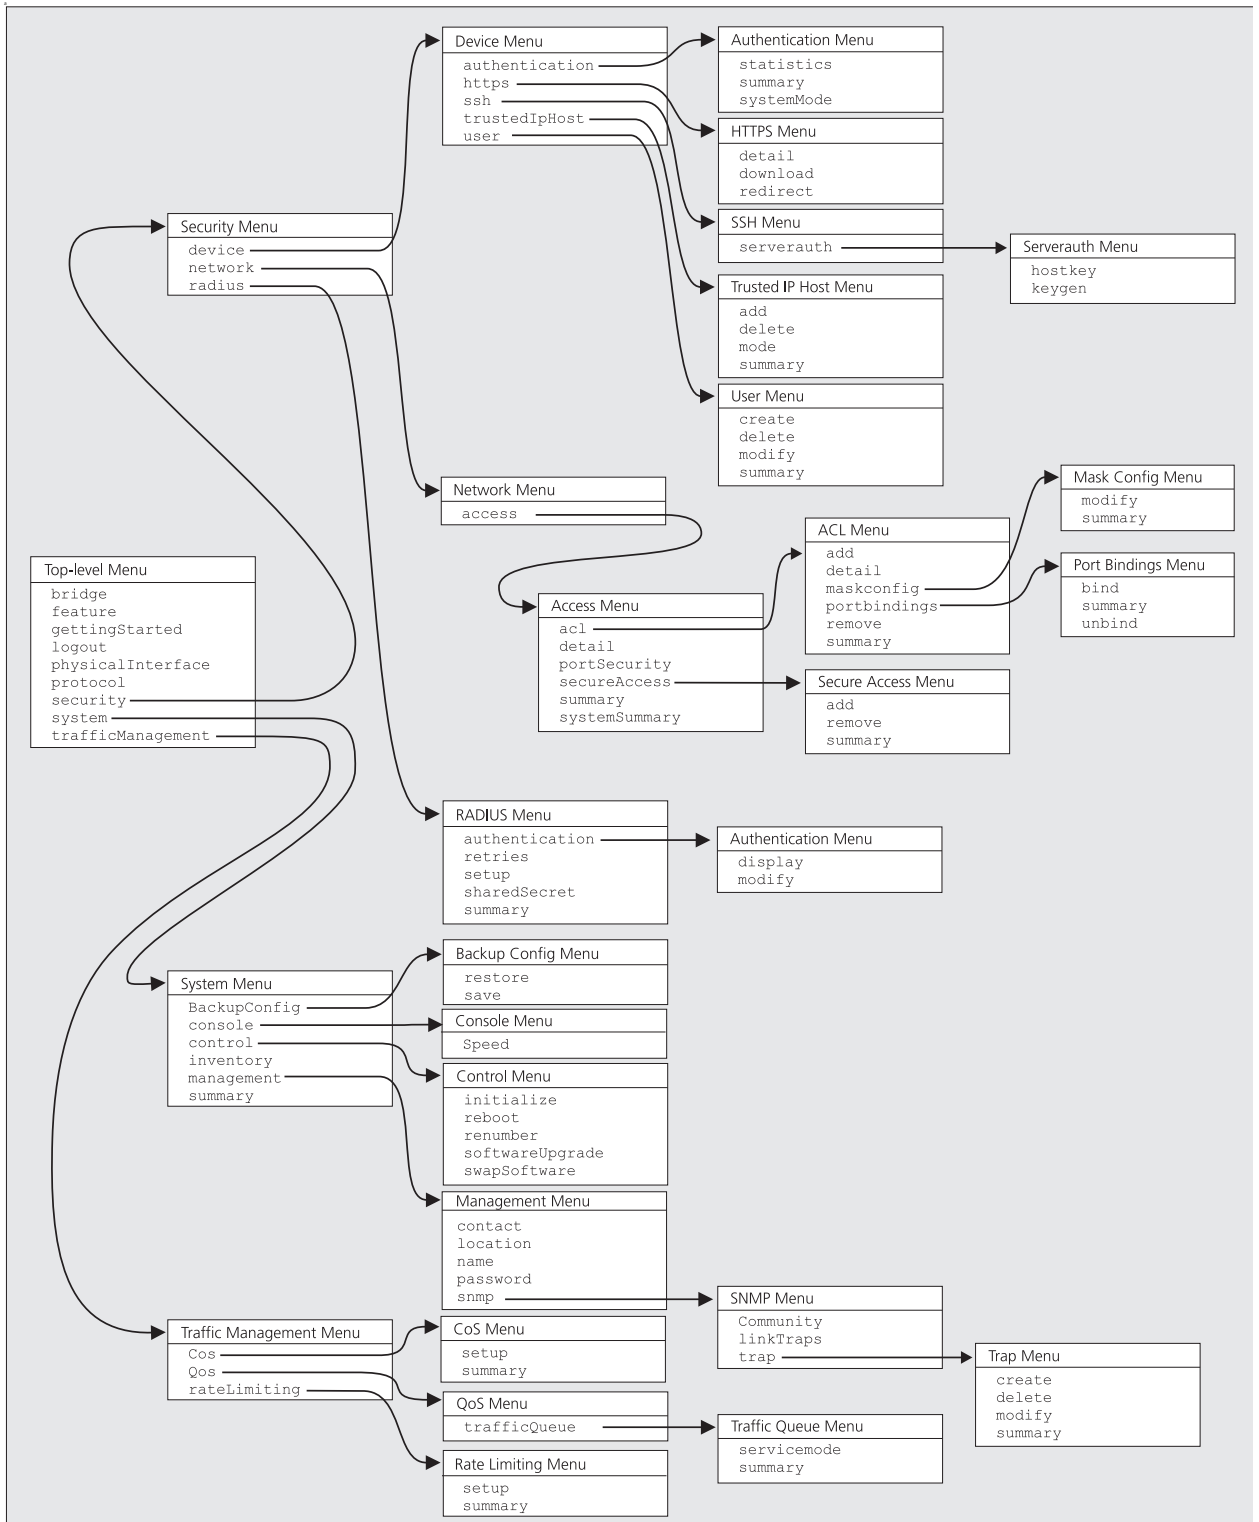 Device Menu
authentication
https
ssh
trustedIpHost
user
Authentication Menu
statistics
summary
systemMode
HTTPS Menu
detail
download
redirect
Security Menu
device
network
radius
SSH Menu
serverauth
Serverauth Menu
hostkey
keygen
Trusted IP Host Menu
add
delete
mode
summary
User Menu
create
delete
modify
summary
Network Menu
access
Mask Config Menu
modify
summary
ACL Menu
add
detail
maskconfig
portbindings
remove
summary
Port Bindings Menu
bind
summary
unbind
Top-level Menu
bridge
feature
gettingStarted
logout
physicalInterface
protocol
security
system
trafficManagement
Access Menu
acl
detail
portSecurity
secureAccess
summary
systemSummary
Secure Access Menu
add
remove
summary
RADIUS Menu
authentication
retries
setup
sharedSecret
summary
Authentication Menu
display
modify
System Menu
BackupConfig
console
control
inventory
management
summary
Backup Config Menu
restore
save
Console Menu
Speed
Control Menu
initialize
reboot
renumber
softwareUpgrade
swapSoftware
Management Menu
contact
location
name
password
snmp
SNMP Menu
Community
linkTraps
trap
Trap Menu
create
delete
modify
summary
Traffic Management Menu
Cos
Qos
rateLimiting
CoS Menu
setup
summary
QoS Menu
trafficQueue
Traffic Queue Menu
servicemode
summary
Rate Limiting Menu
setup
summary